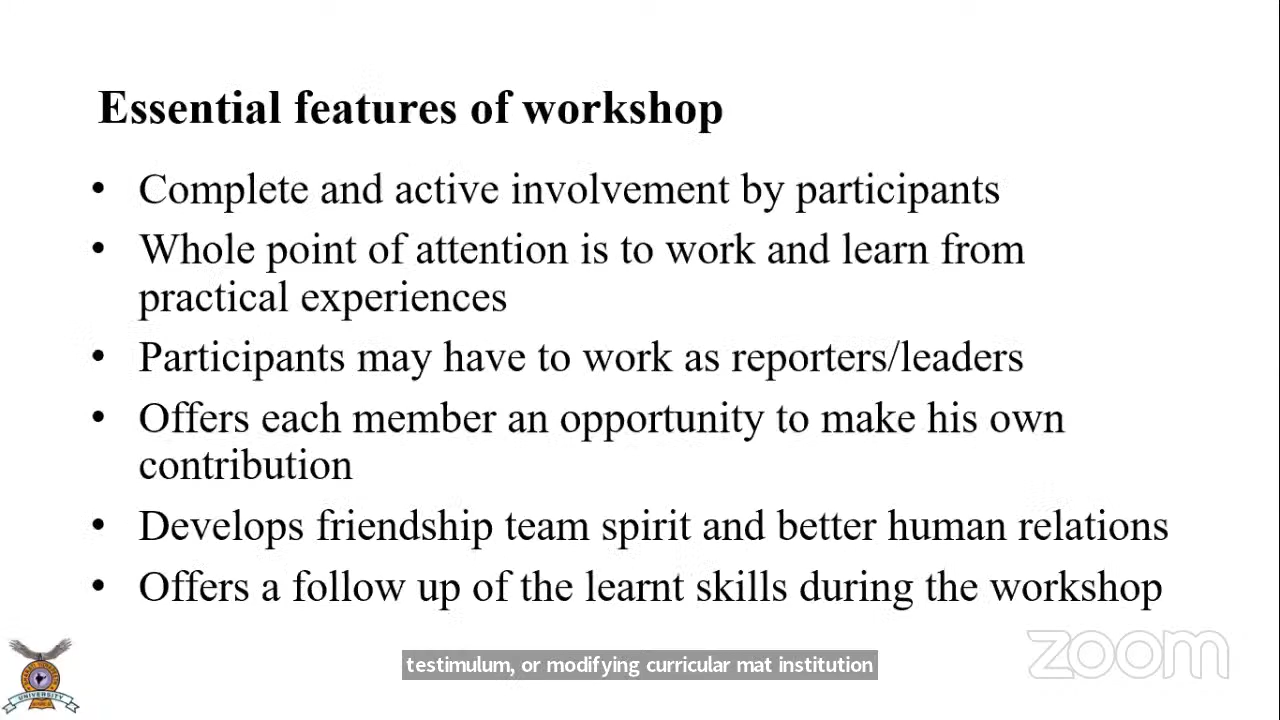 Essential features of workshop
• Complete and active involvement by participants
• Whole point of attention is to work and learn from
practical experiences
• Participants may have to work as reporters/leaders
• Offers each member an opportunity to make his own
contribution
• Develops friendship team spirit and better human relations
• Offers a follow up of the learnt skills during the workshop
zoom
UNIVERSITY
testimulum, or modifying curricular mat institution